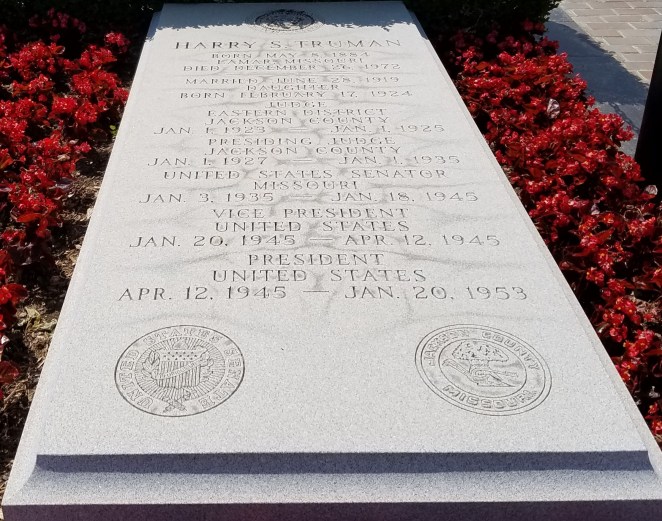 HARRY S. TRUMAN
BORN MAY 8, 1884
LAMAR, MISSOURI
DIED DECEMBER 26, 1972
MARRIED JUNE 28, 1919
DAUGHTER
BORN FEBRUARY 17, 1924
JUDGE
EASTERN DISTRICT
JACKSON COUNTY
JAN. 1, 1923 — JAN. 1, 1925
PRESIDING JUDGE
JACKSON COUNTY
JAN. 1, 1927 — JAN. 1, 1935
UNITED STATES SENATOR
MISSOURI
JAN. 3, 1935 — JAN. 18, 1945
VICE PRESIDENT
UNITED STATES
JAN. 20, 1945 — APR. 12, 1945
PRESIDENT
UNITED STATES
APR. 12, 1945 — JAN. 20, 1953
UNITED STATES SENATE
JACKSON COUNTY
MISSOURI